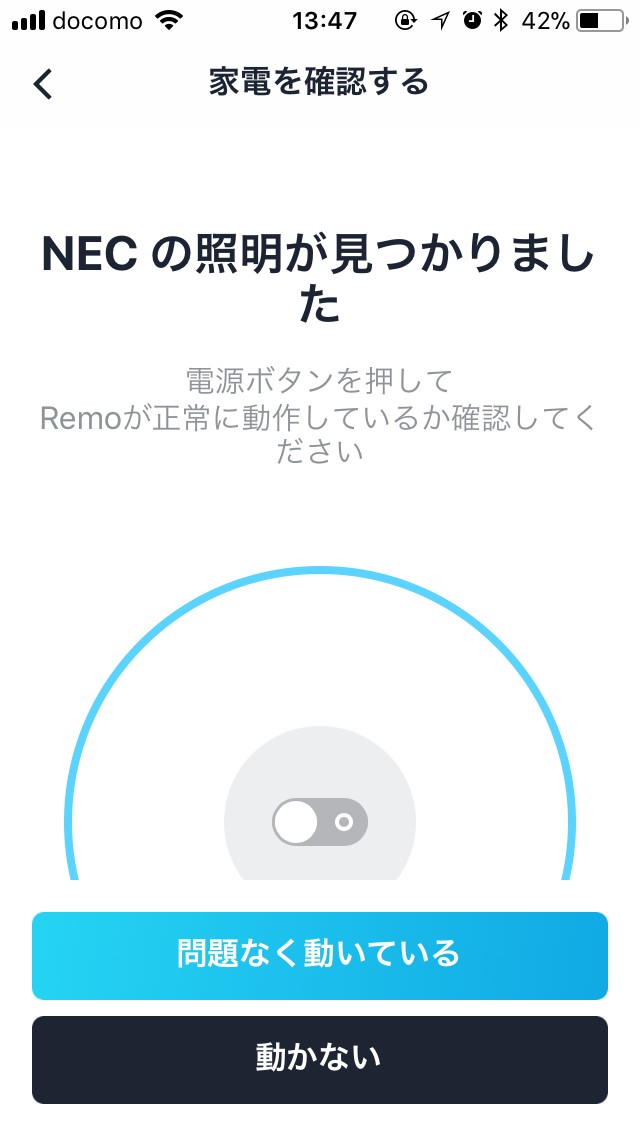 docomo 13:47 42%
家電を確認する
NEC の照明が見つかりまし
た
電源ボタンを押して
Remoが正常に動作しているか確認してく
ださい
問題なく動いている
動かない